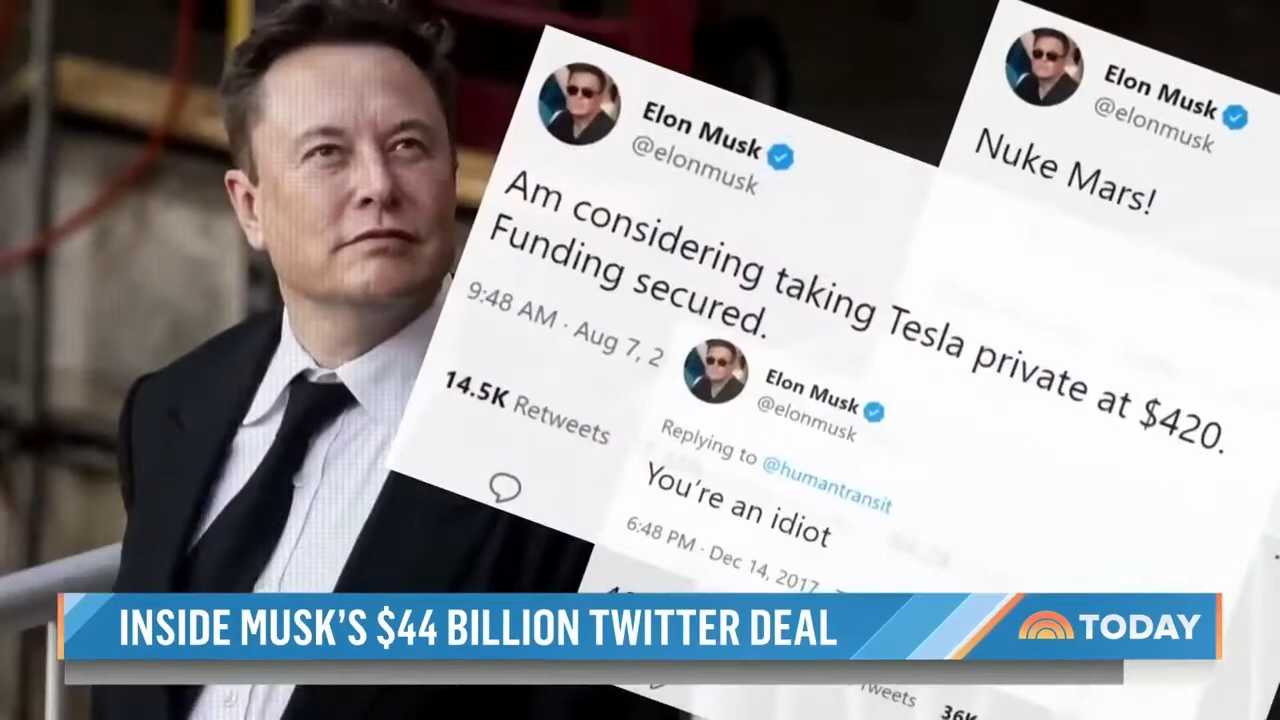 Elon Musk
@elonmusk
Am considering taking Tesla private at $420.
Funding secured.
9:48 AM · Aug 7, 2
14.5K Retweets
Elon Musk
@elonmusk
Nuke Mars!
Elon Musk
@elonmusk
Replying to @humantransit
You're an idiot
6:48 PM · Dec 14, 2017
36K
INSIDE MUSK'S $44 BILLION TWITTER DEAL
TODAY